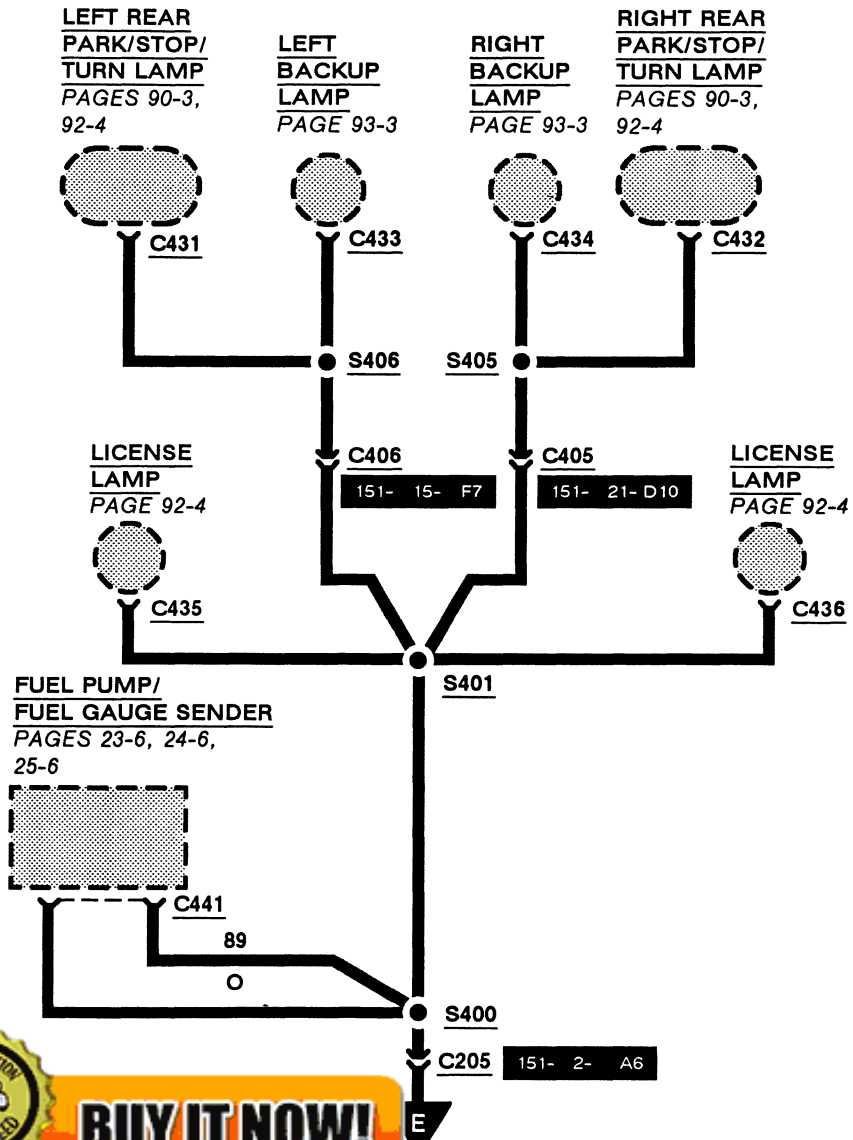 LEFT REAR
PARK/STOP/
TURN LAMP
PAGES 90-3,
92-4
LEFT
BACKUP
LAMP
PAGE 93-3
RIGHT
BACKUP
LAMP
PAGE 93-3
RIGHT REAR
PARK/STOP/
TURN LAMP
PAGES 90-3,
92-4
C431
C433
C434
C432
S406
S405
C406
151- 15- F7
C405
151- 21- D10
LICENSE
LAMP
PAGE 92-4
LICENSE
LAMP
PAGE 92-4
C435
C436
S401
FUEL PUMP/
FUEL GAUGE SENDER
PAGES 23-6, 24-6,
25-6
C441
89
O
S400
C205
151- 2- A6
E
BUY IT NOW!